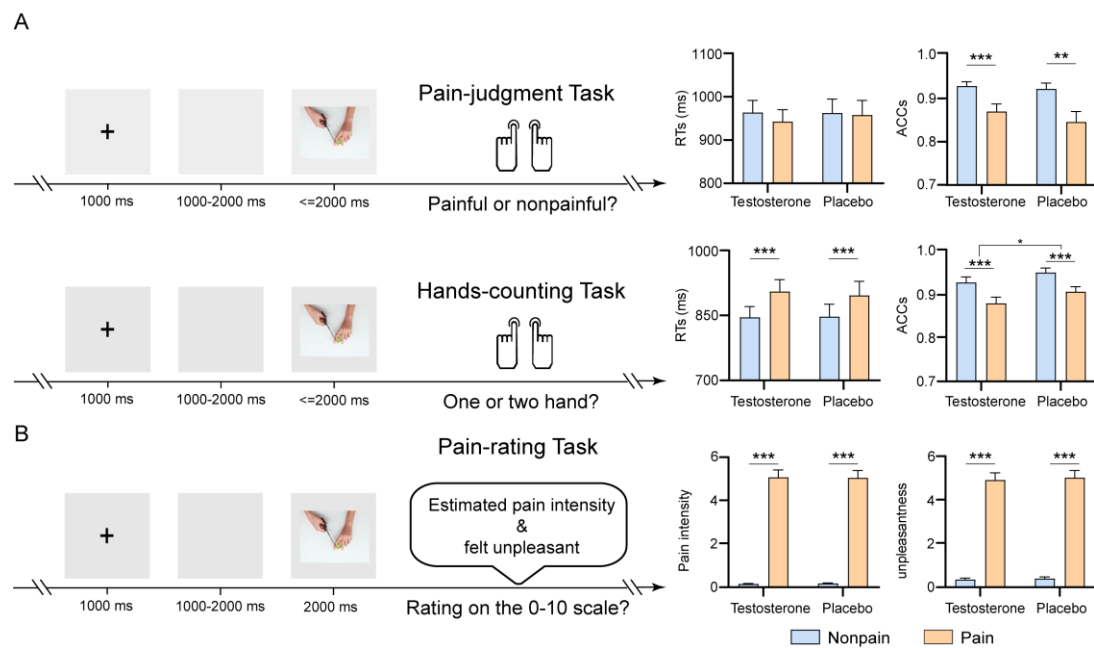 A
Pain-judgment Task
Painful or nonpainful?
1000 ms
1000-2000 ms
<=2000 ms
1100
1000
900
800
RTs (ms)
Testosterone
Placebo
1.0
0.9
0.8
0.7
ACCs
***
**
Testosterone
Placebo
Hands-counting Task
One or two hand?
1000 ms
1000-2000 ms
<=2000 ms
1000
850
700
RTs (ms)
***
***
Testosterone
Placebo
1.0
0.9
0.8
0.7
ACCs
*
***
***
Testosterone
Placebo
B
Pain-rating Task
Estimated pain intensity
&
felt unpleasant
Rating on the 0-10 scale?
1000 ms
1000-2000 ms
2000 ms
6
4
2
0
Pain intensity
***
***
Testosterone
Placebo
6
4
2
0
unpleasantness
***
***
Testosterone
Placebo
Nonpain
Pain